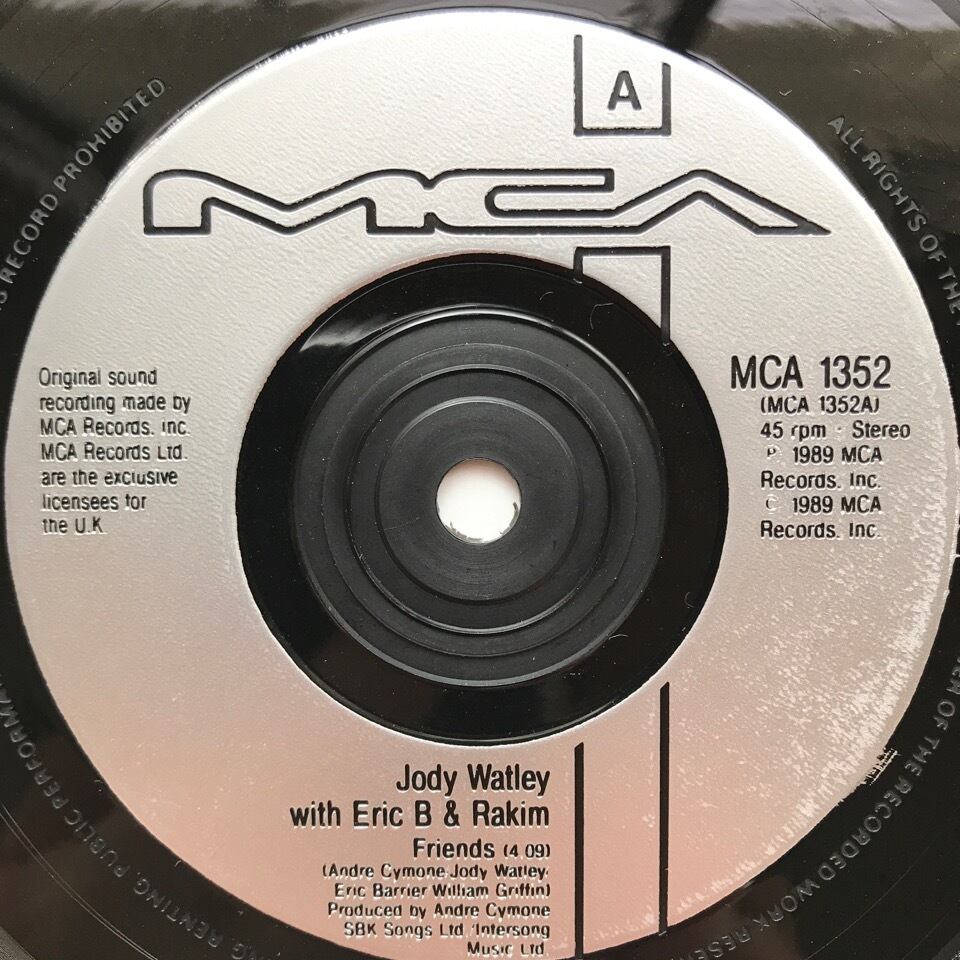 A
MCA
Original sound
recording made by
MCA Records. Inc.
MCA Records Ltd.
are the exclusive
licensees for
the U.K
MCA 1352
(MCA 1352A)
45 rpm · Stereo
℗ 1989 MCA
Records. Inc.
© 1989 MCA
Records. Inc.
Jody Watley
with Eric B & Rakim
Friends (4.09)
(Andre Cymone/Jody Watley/
Eric Barrier William Griffin)
Produced by Andre Cymone
SBK Songs Ltd./Intersong
Music Ltd.
ALL RIGHTS OF THE
OF THE RECORDED WORK
RENTING, PUBLIC
RECORD PROHIBITED